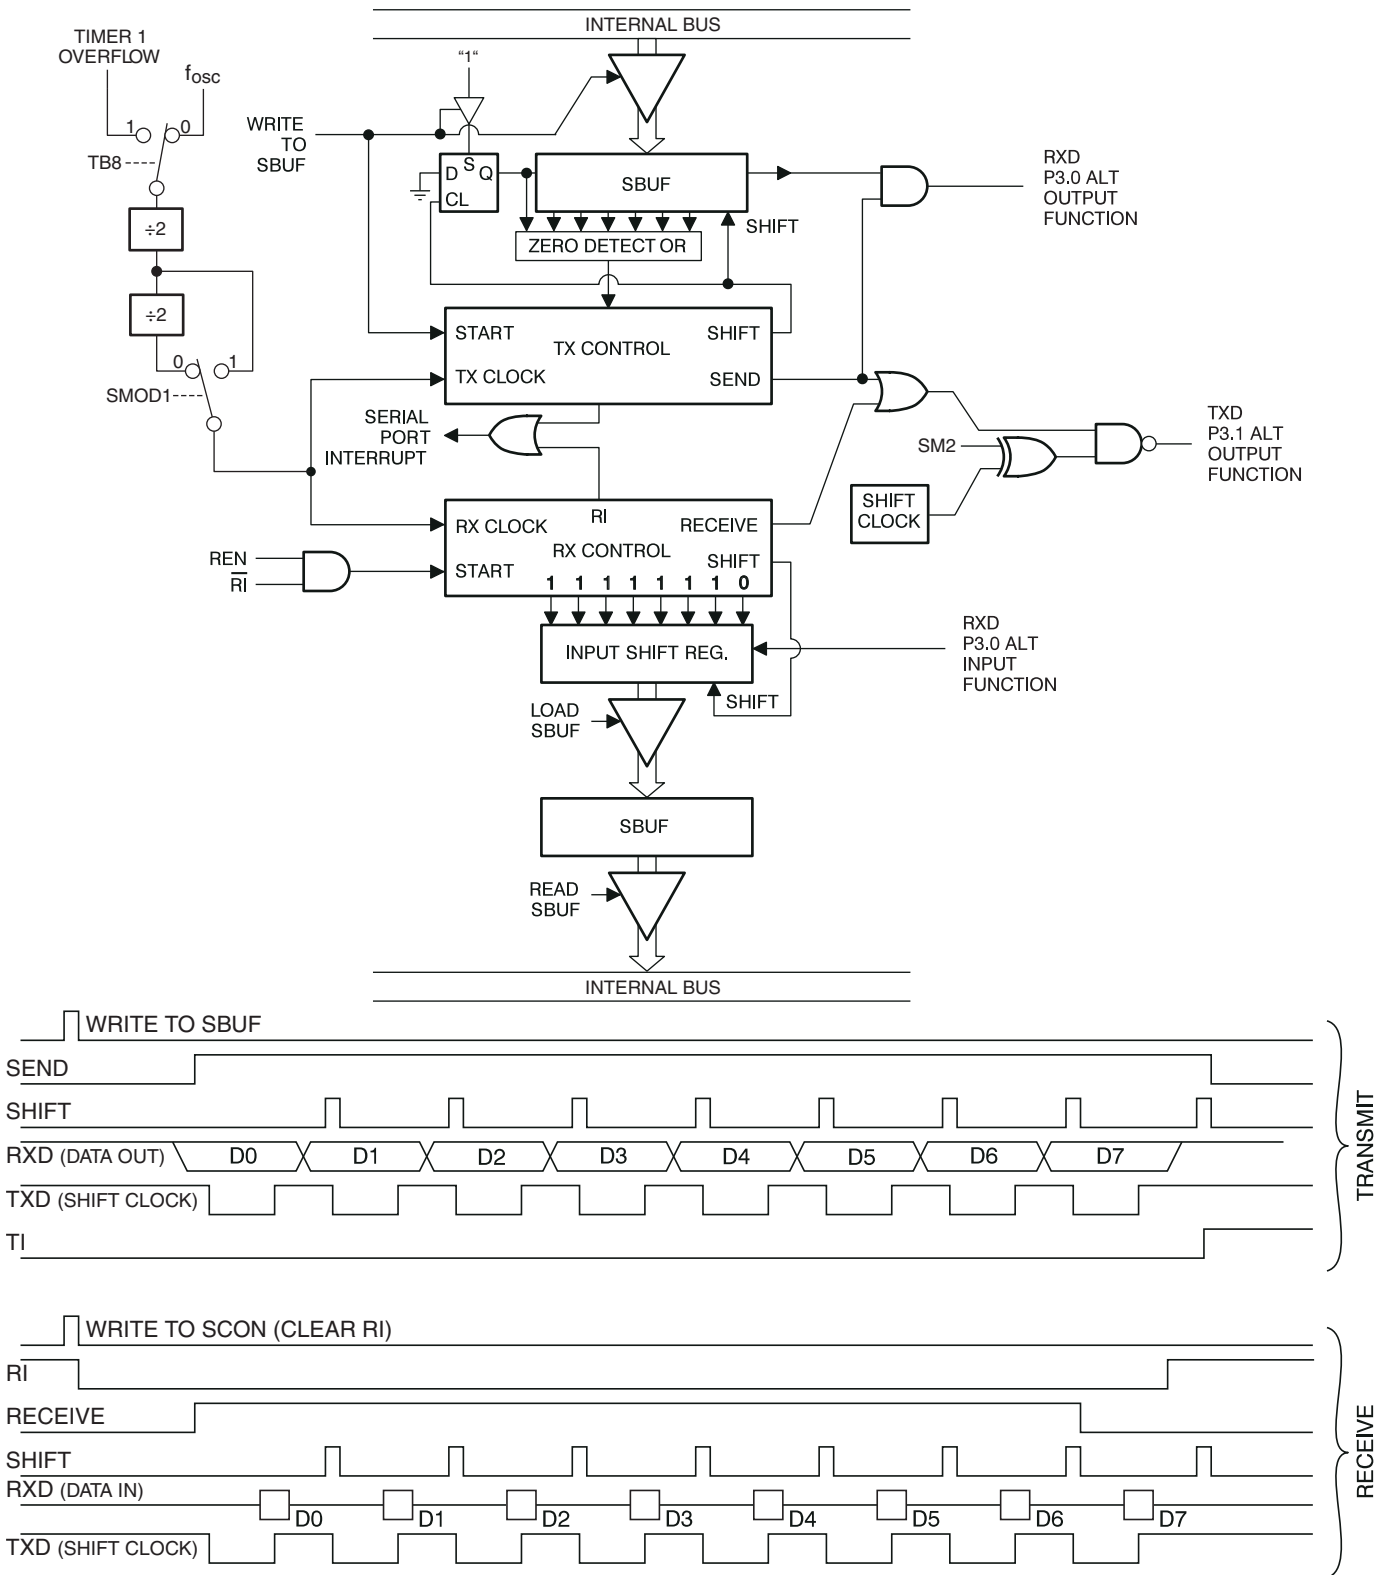 INTERNAL BUS
TIMER 1
OVERFLOW
fosc
"1"
1
0
TB8
WRITE
TO
SBUF
D
S
Q
CL
SBUF
SHIFT
RXD
P3.0 ALT
OUTPUT
FUNCTION
÷2
ZERO DETECT OR
÷2
START
SHIFT
TX CONTROL
TX CLOCK
SEND
0
1
SMOD1
SERIAL
PORT
INTERRUPT
SM2
TXD
P3.1 ALT
OUTPUT
FUNCTION
SHIFT
CLOCK
RI
RX CLOCK
RECEIVE
RX CONTROL
SHIFT
REN
RI
START
1 1 1 1 1 1 1 0
INPUT SHIFT REG.
RXD
P3.0 ALT
INPUT
FUNCTION
SHIFT
LOAD
SBUF
SBUF
READ
SBUF
INTERNAL BUS
WRITE TO SBUF
SEND
SHIFT
RXD (DATA OUT) D0 D1 D2 D3 D4 D5 D6 D7
TXD (SHIFT CLOCK)
TI
TRANSMIT
WRITE TO SCON (CLEAR RI)
RI
RECEIVE
SHIFT
RXD (DATA IN) D0 D1 D2 D3 D4 D5 D6 D7
TXD (SHIFT CLOCK)
RECEIVE